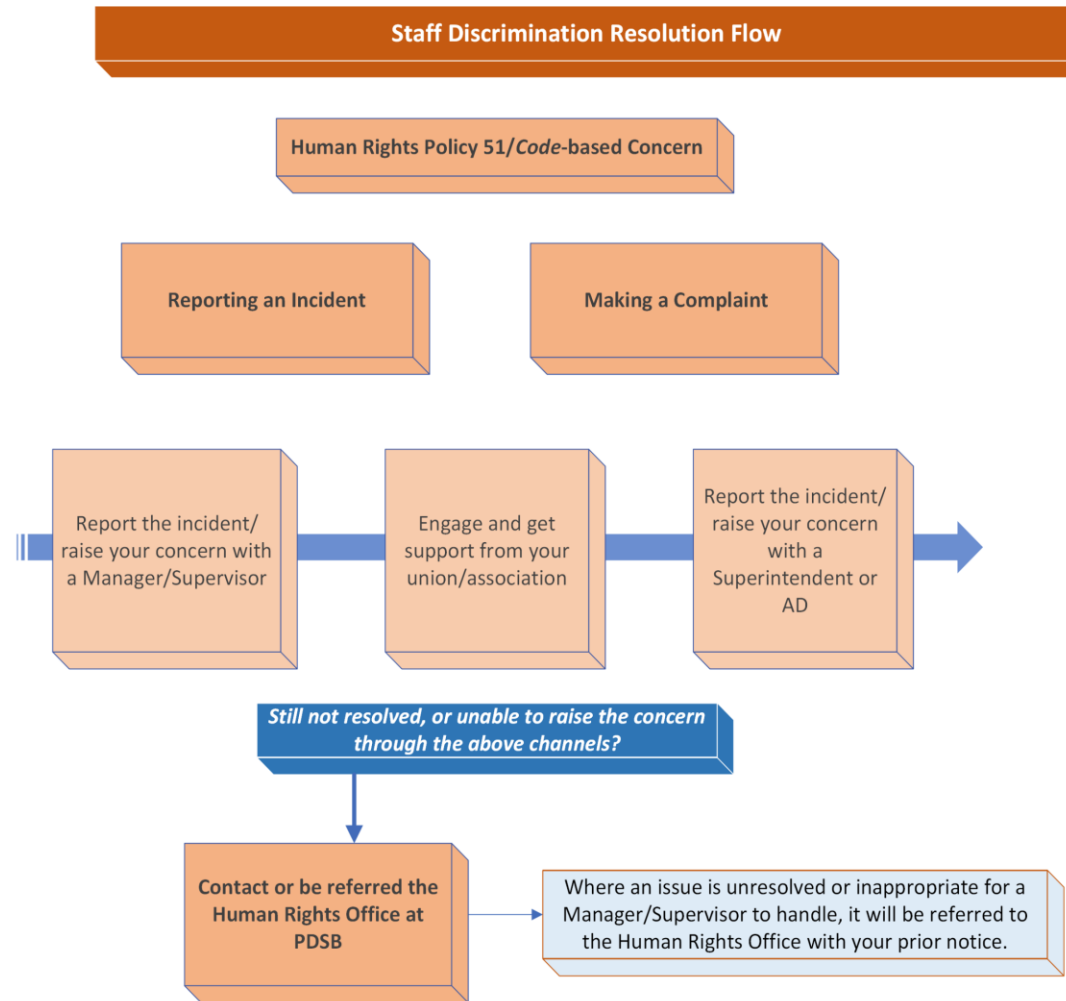 Staff Discrimination Resolution Flow
Human Rights Policy 51/Code-based Concern
Reporting an Incident
Making a Complaint
Report the incident/
raise your concern with
a Manager/Supervisor
Engage and get
support from your
union/association
Report the incident/
raise your concern
with a
Superintendent or
AD
Still not resolved, or unable to raise the concern
through the above channels?
Contact or be referred the
Human Rights Office at
PDSB
Where an issue is unresolved or inappropriate for a
Manager/Supervisor to handle, it will be referred to
the Human Rights Office with your prior notice.